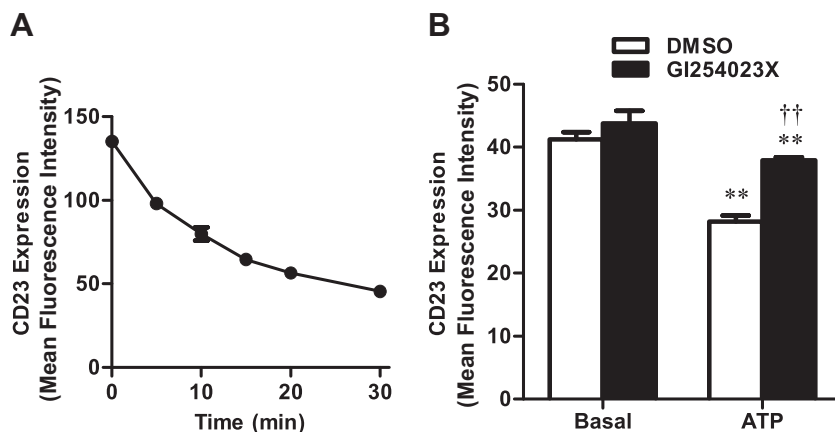 A
CD23 Expression
(Mean Fluorescence Intensity)
150
100
50
0
0 10 20 30
Time (min)
B
DMSO
GI254023X
CD23 Expression
(Mean Fluorescence Intensity)
50
40
30
20
10
0
**
††
**
Basal ATP